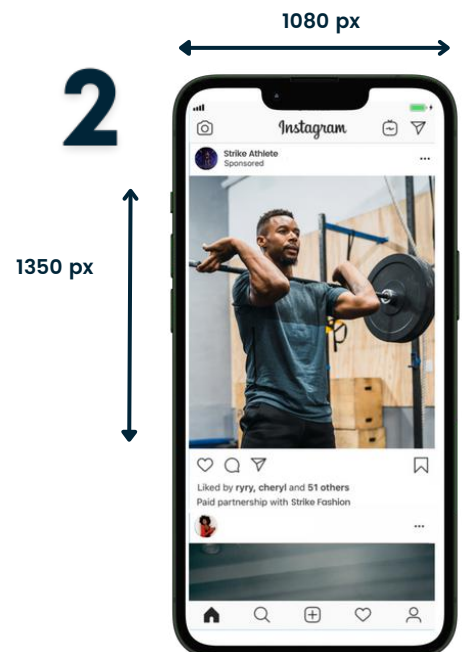 1080 px
2
Instagram
Strike Athlete
Sponsored
1350 px
Liked by ryry, cheryl and 51 others
Paid partnership with Strike Fashion